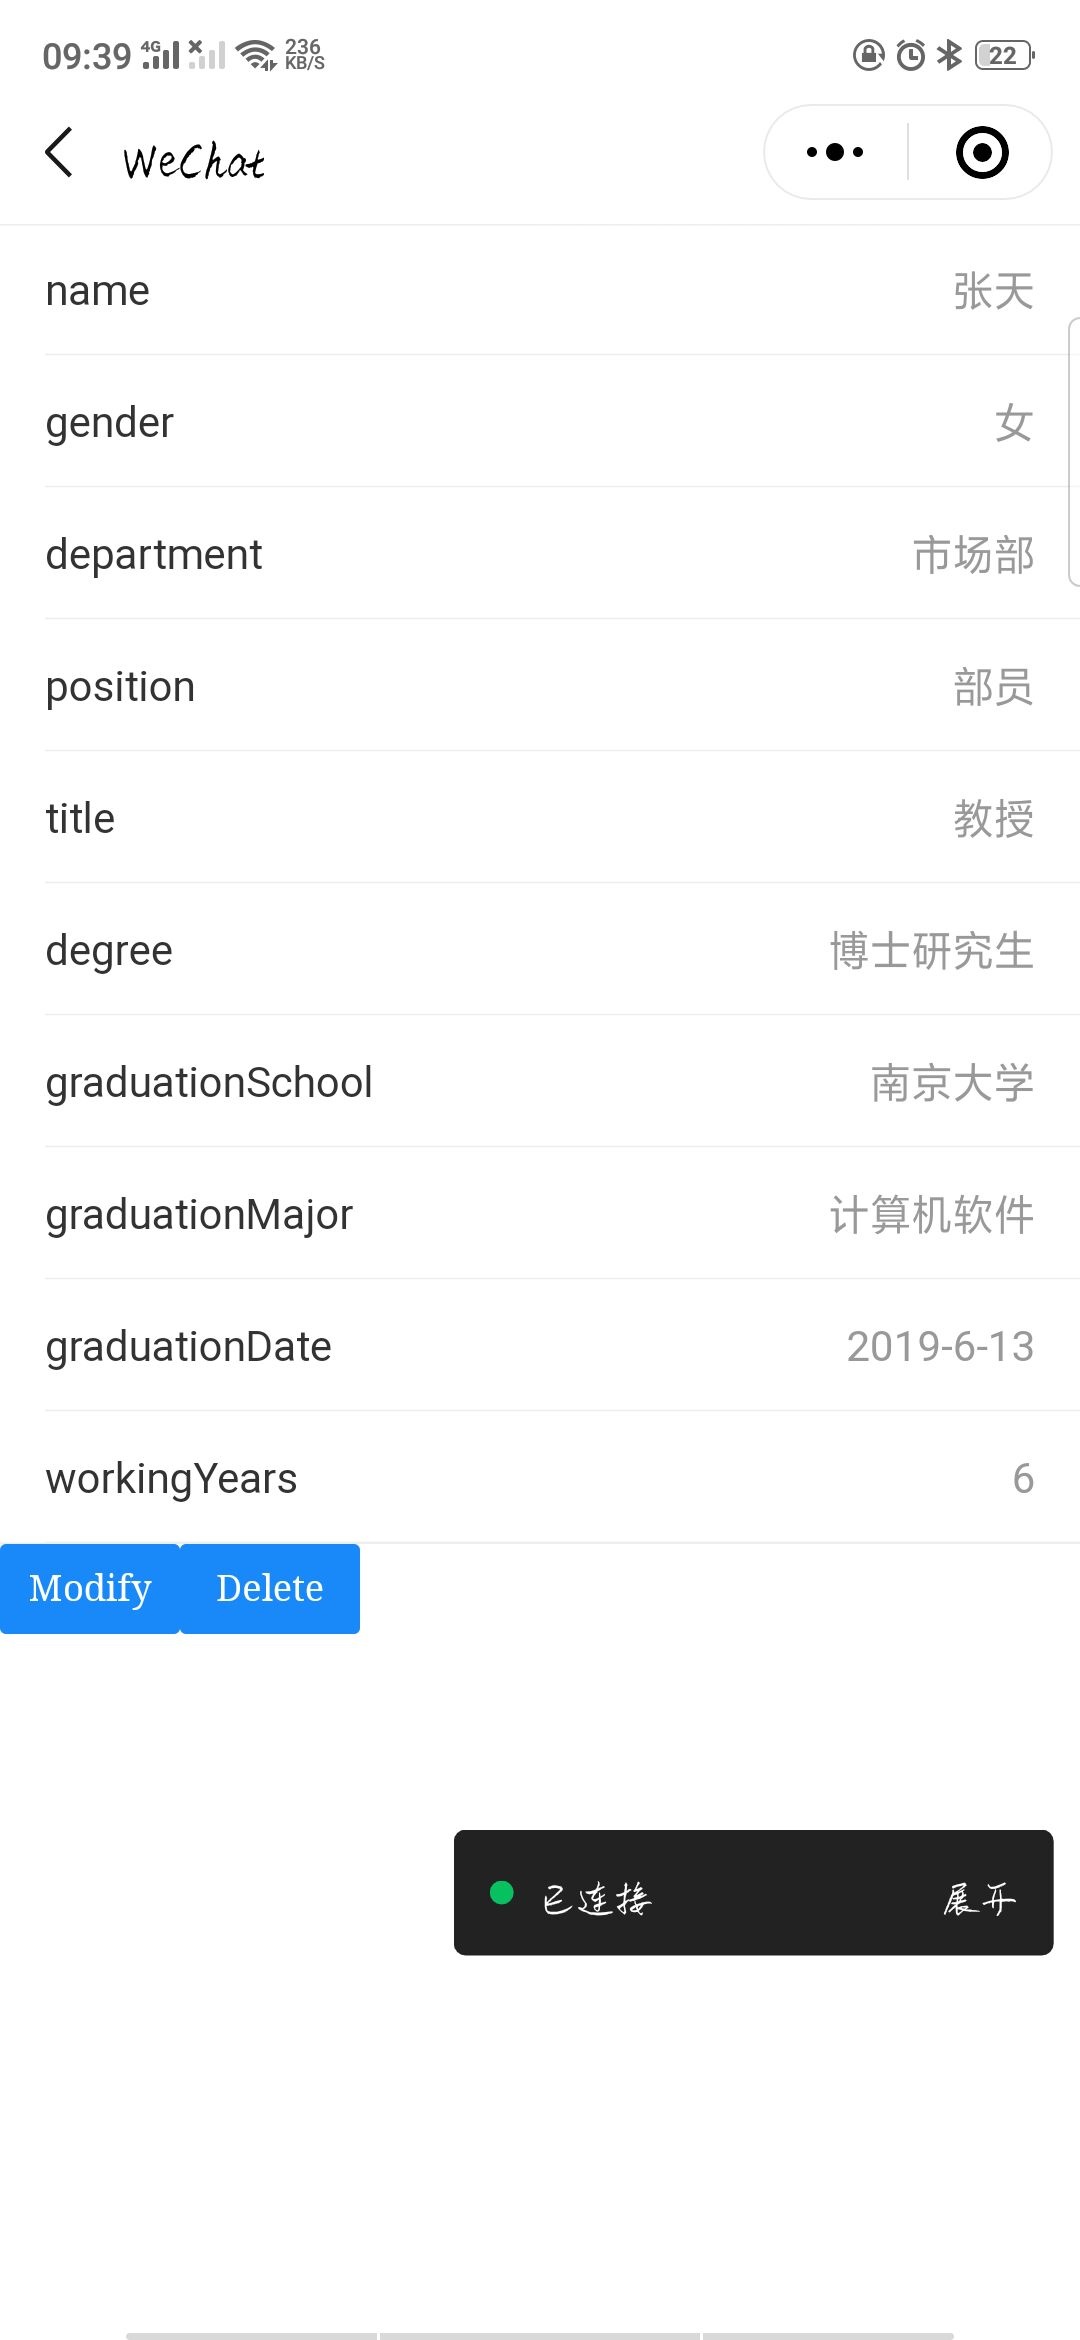 09:39 4G 236 KB/S 22
WeChat
name 张天
gender 女
department 市场部
position 部员
title 教授
degree 博士研究生
graduationSchool 南京大学
graduationMajor 计算机软件
graduationDate 2019-6-13
workingYears 6
Modify Delete
已连接 展开